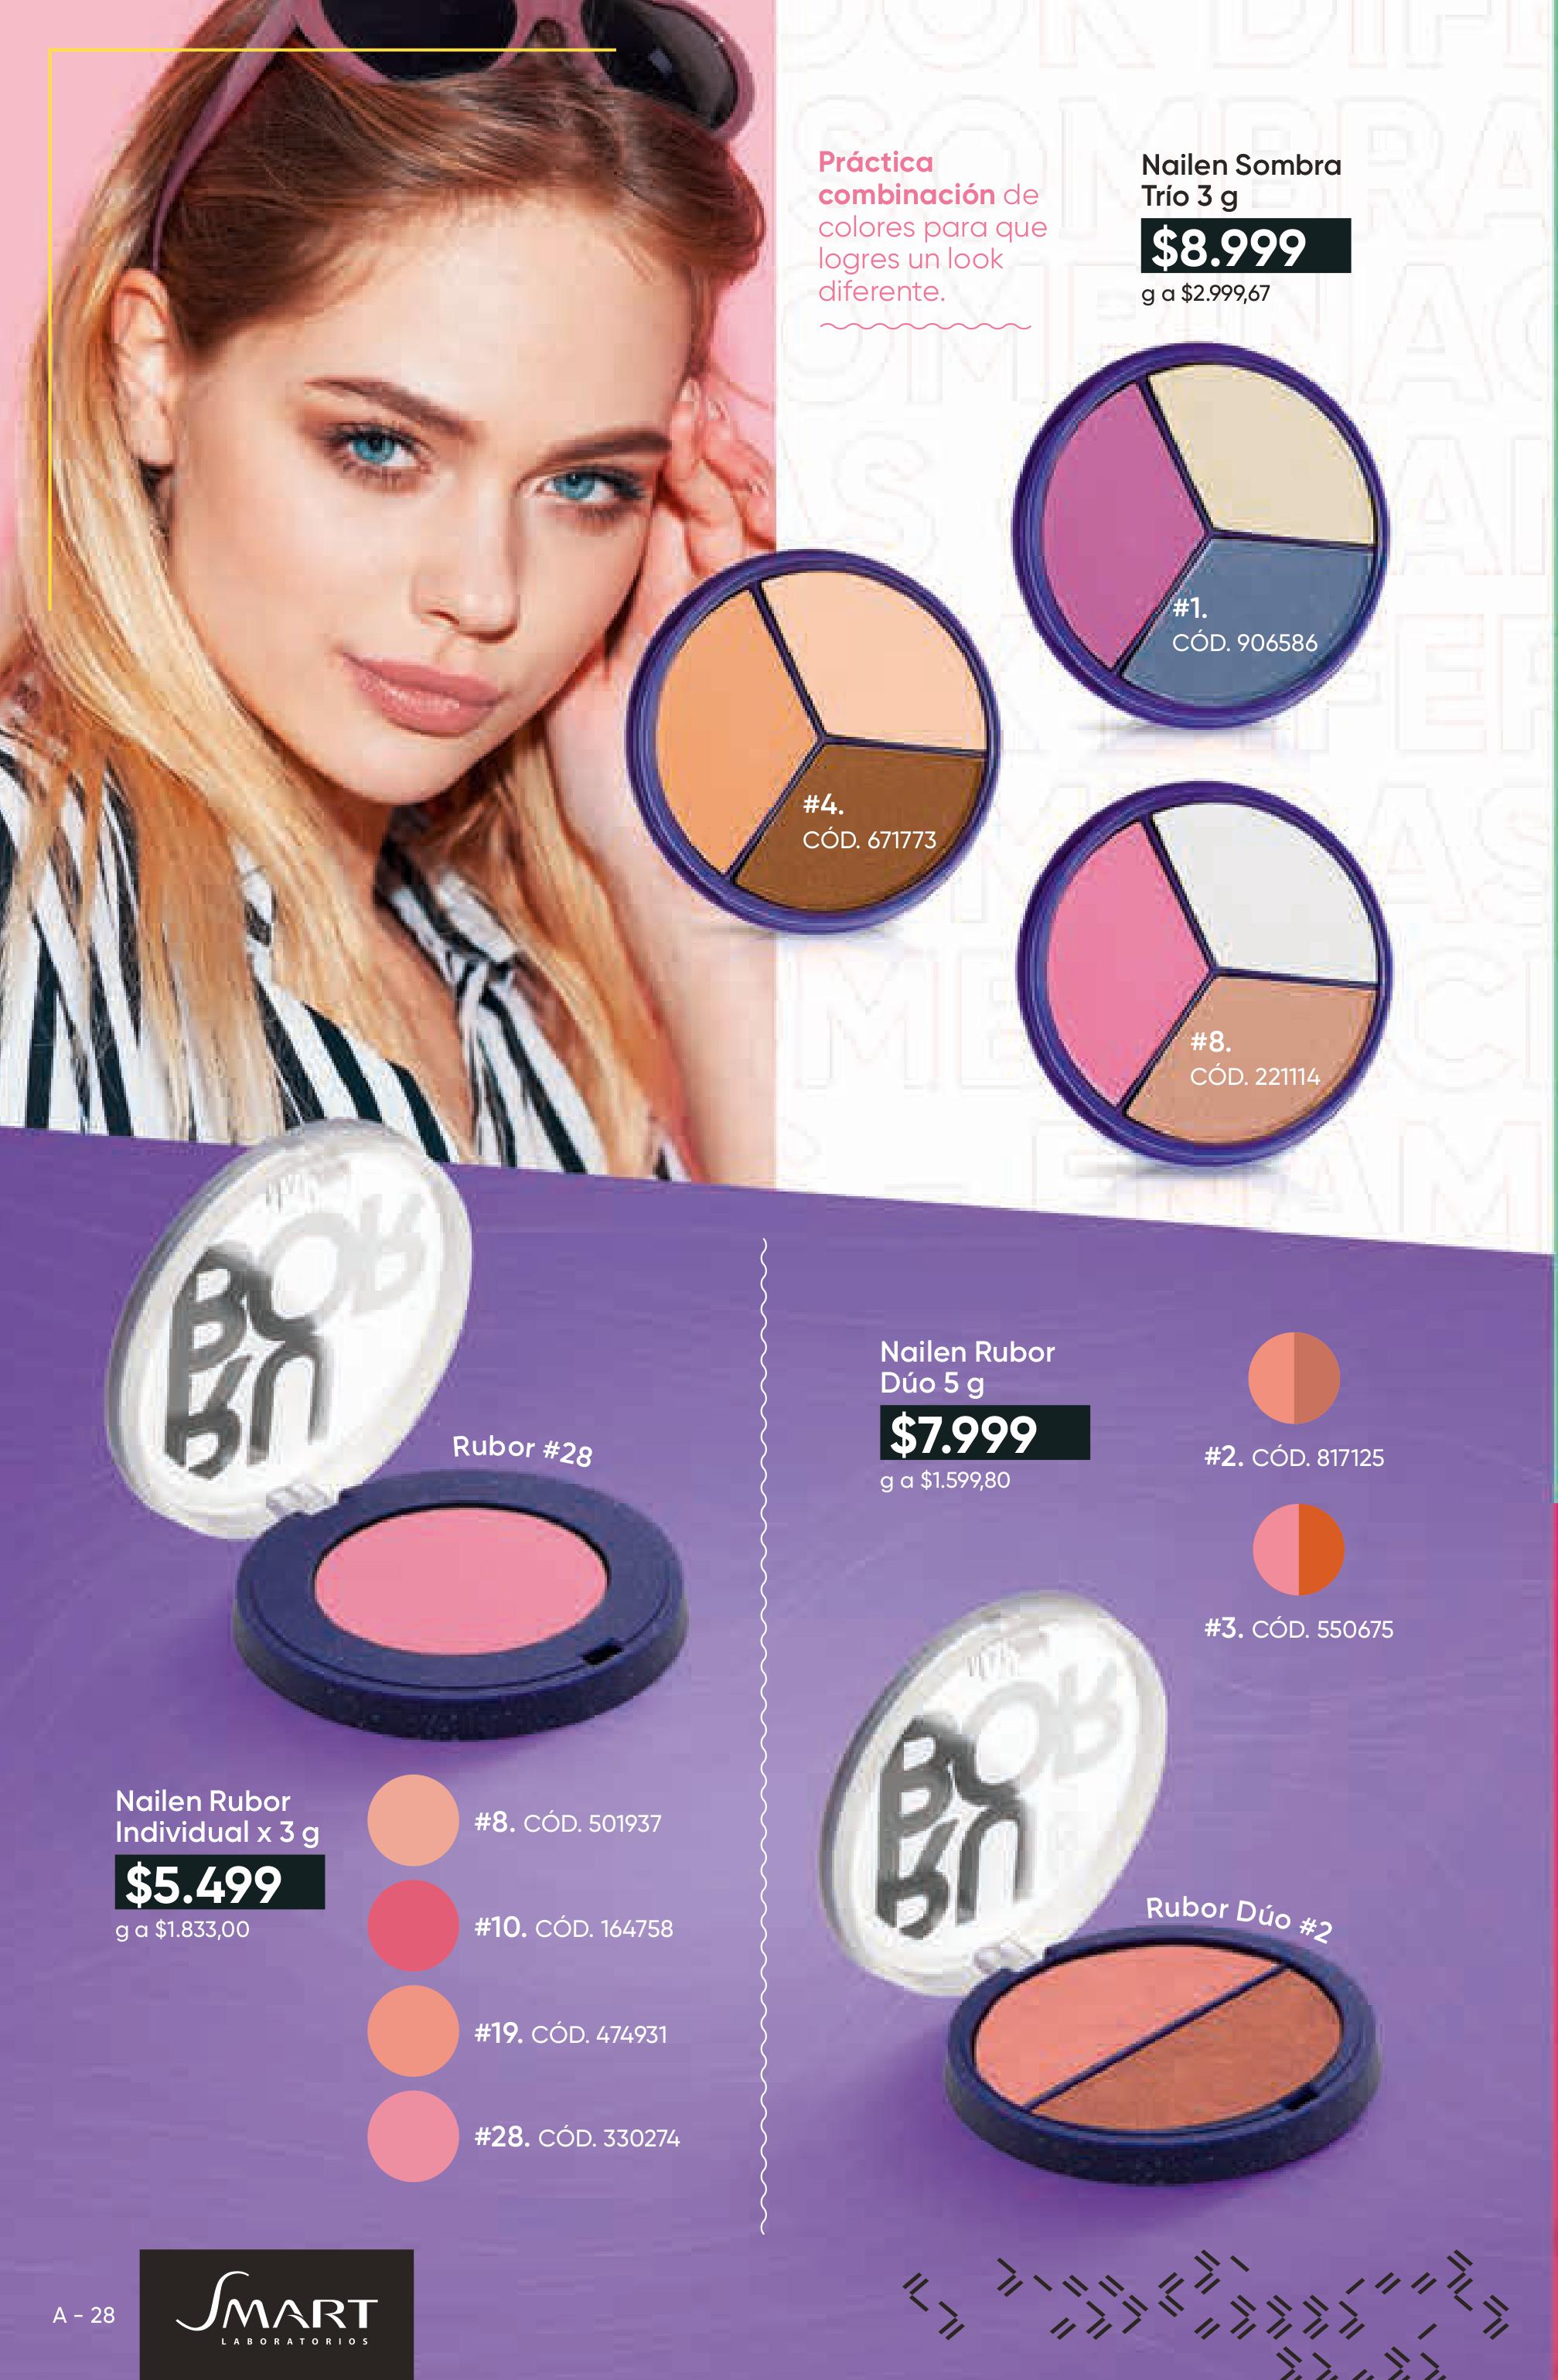 Práctica
combinación de
colores para que
logres un look
diferente.
Nailen Sombra
Trío 3 g
$8.999
g a $2.999,67
#1.
CÓD. 906586
#4.
CÓD. 671773
#8.
CÓD. 221114
Rubor #28
Nailen Rubor
Individual x 3 g
$5.499
g a $1.833,00
#8. CÓD. 501937
#10. CÓD. 164758
#19. CÓD. 474931
#28. CÓD. 330274
Nailen Rubor
Dúo 5 g
$7.999
g a $1.599,80
#2. CÓD. 817125
#3. CÓD. 550675
Rubor Dúo #2
A - 28
SMART
LABORATORIOS